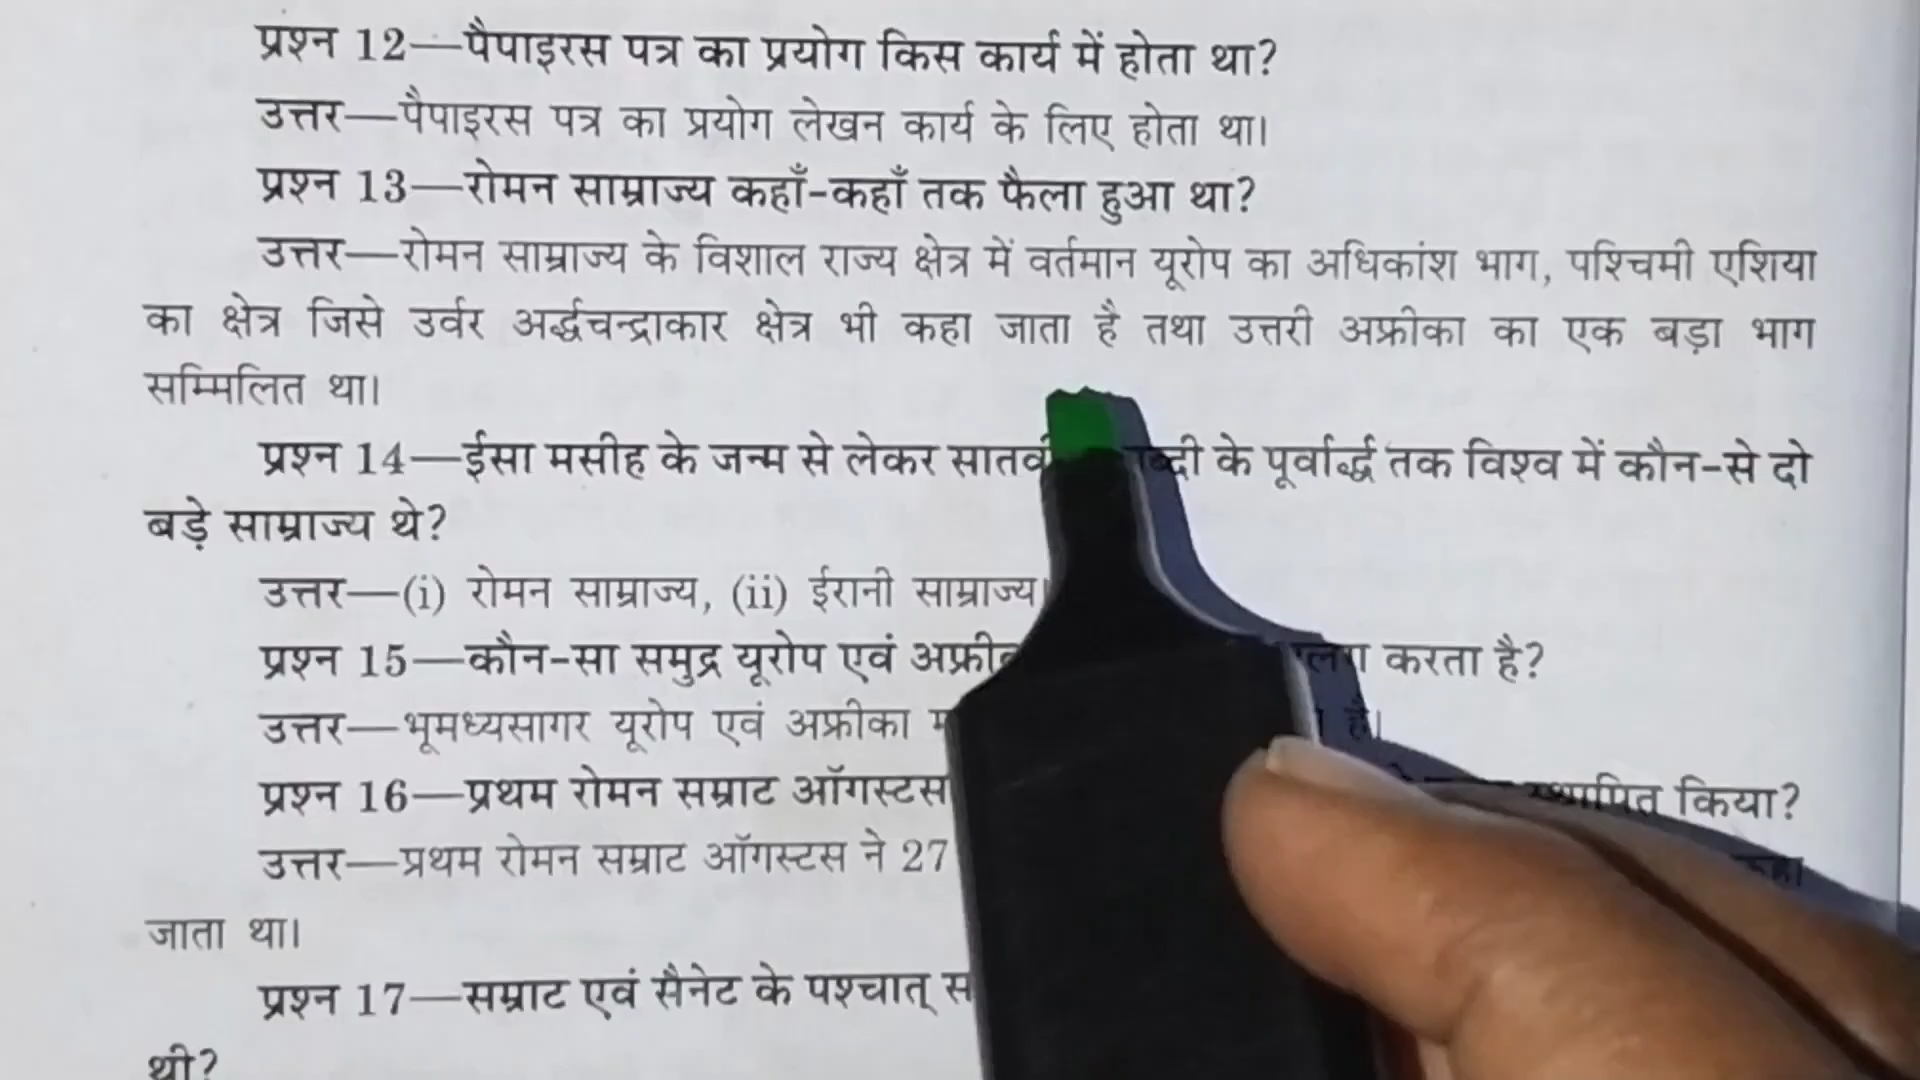 प्रश्न 12—पैपाइरस पत्र का प्रयोग किस कार्य में होता था?
उत्तर—पैपाइरस पत्र का प्रयोग लेखन कार्य के लिए होता था।
प्रश्न 13—रोमन साम्राज्य कहाँ-कहाँ तक फैला हुआ था?
उत्तर—रोमन साम्राज्य के विशाल राज्य क्षेत्र में वर्तमान यूरोप का अधिकांश भाग, पश्चिमी एशिया
का क्षेत्र जिसे उर्वर अर्द्धचन्द्राकार क्षेत्र भी कहा जाता है तथा उत्तरी अफ्रीका का एक बड़ा भाग
सम्मिलित था।
प्रश्न 14—ईसा मसीह के जन्म से लेकर के पूर्वार्द्ध तक विश्व में कौन-से दो
बड़े साम्राज्य थे?
उत्तर—(i) रोमन साम्राज्य, (ii) ईरानी साम्राज्य।
प्रश्न 15—कौन-सा समुद्र यूरोप एवं करता है?
उत्तर—भूमध्यसागर यूरोप एवं अफ्रीका है।
प्रश्न 16—प्रथम रोमन सम्राट ऑगस्टस स्थापित किया?
उत्तर—प्रथम रोमन सम्राट ऑगस्टस ने 27 कहा
जाता था।
प्रश्न 17—सम्राट एवं सैनेट के पश्चात्
थी?